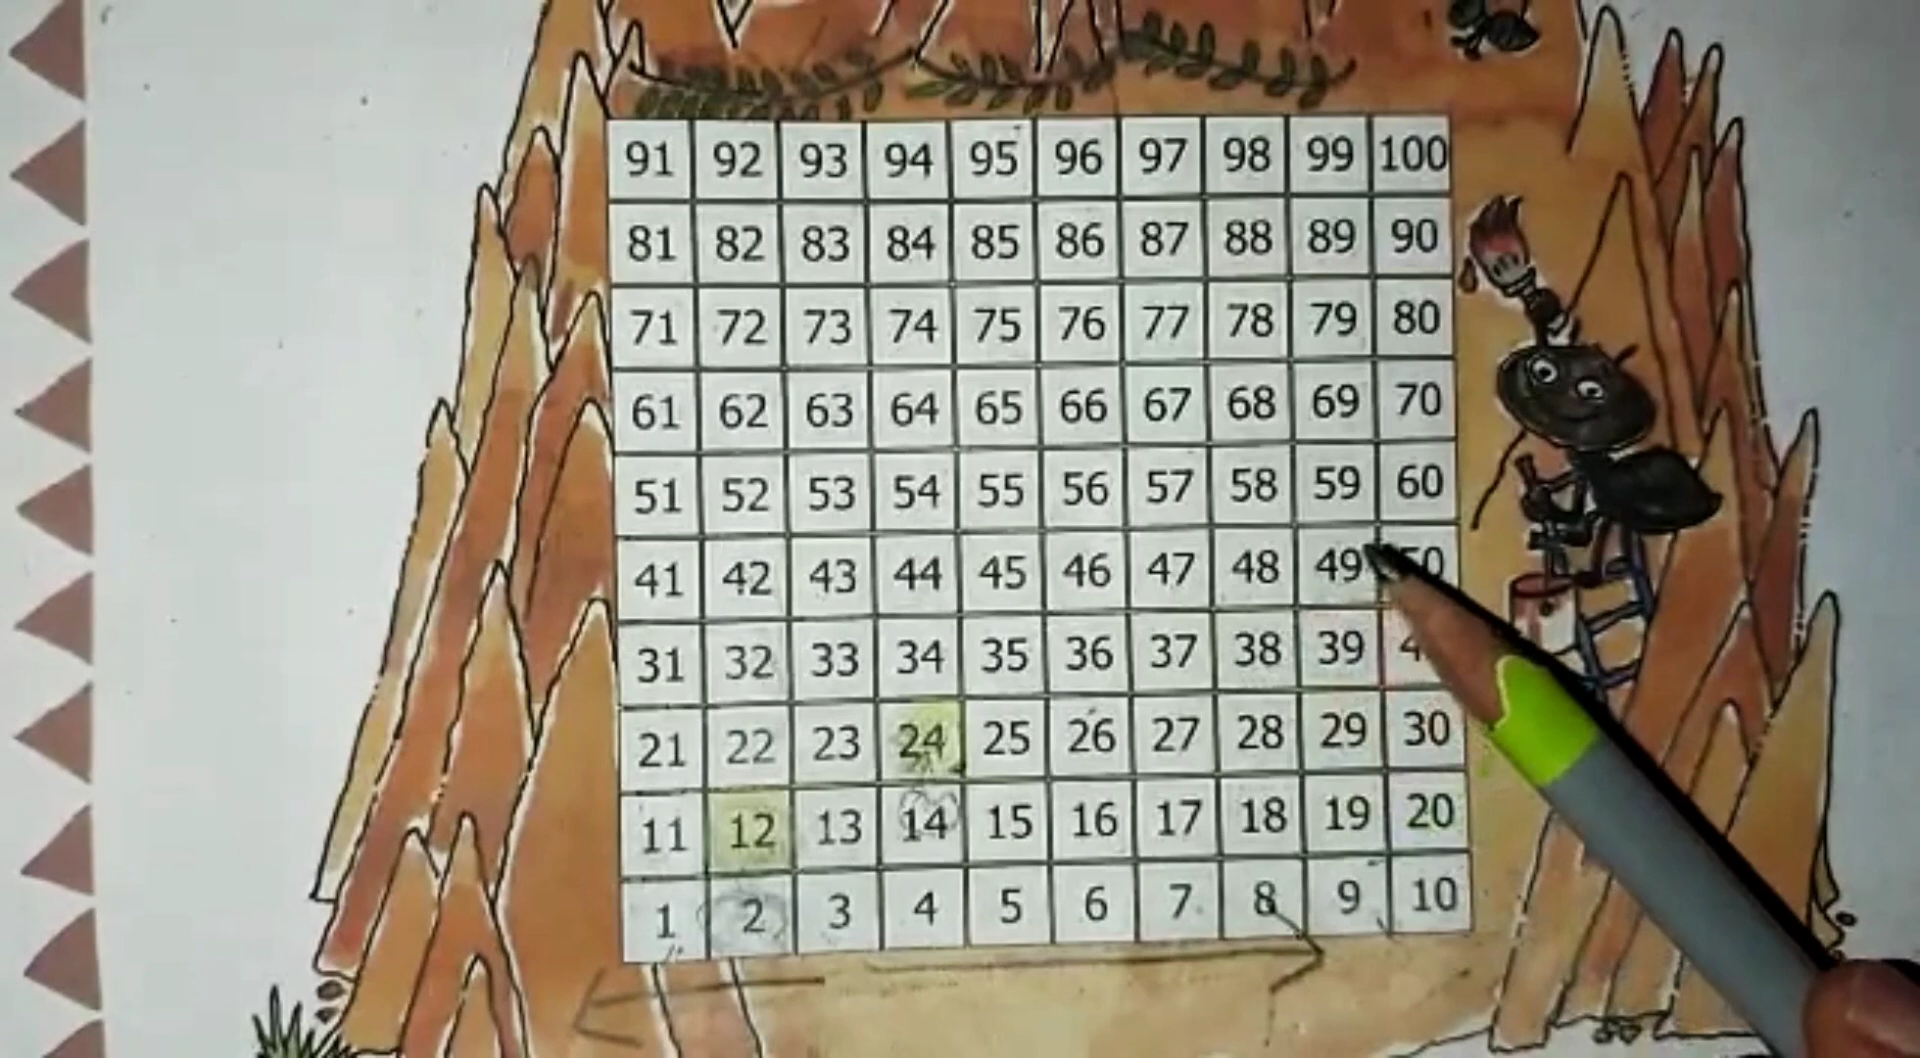 91 92 93 94 95 96 97 98 99 100
81 82 83 84 85 86 87 88 89 90
71 72 73 74 75 76 77 78 79 80
61 62 63 64 65 66 67 68 69 70
51 52 53 54 55 56 57 58 59 60
41 42 43 44 45 46 47 48 49
31 32 33 34 35 36 37 38 39
21 22 23 24 25 26 27 28 29 30
11 12 13 14 15 16 17 18 19 20
1 2 3 4 5 6 7 8 9 10